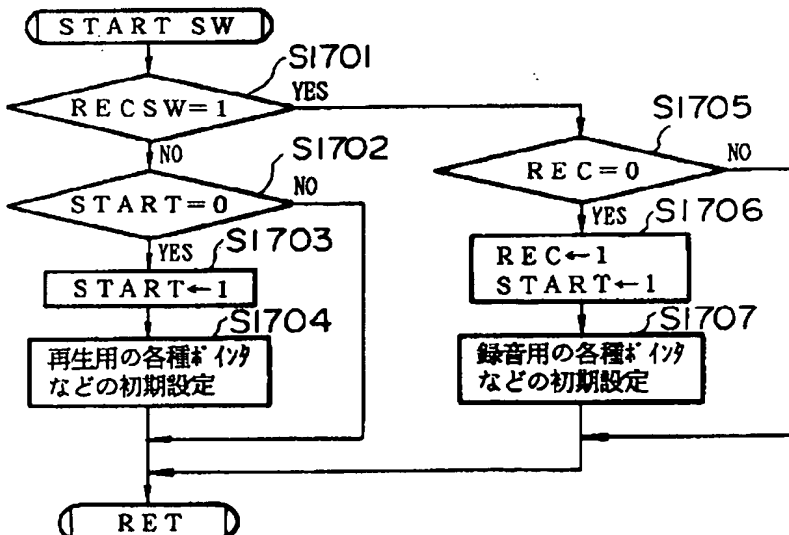 START SW
S1701
RECSW=1
YES
NO
S1702
START=0
NO
YES
S1703
START←1
S1704
再生用の各種ポインタ
などの初期設定
S1705
REC=0
NO
YES
S1706
REC←1
START←1
S1707
録音用の各種ポインタ
などの初期設定
RET